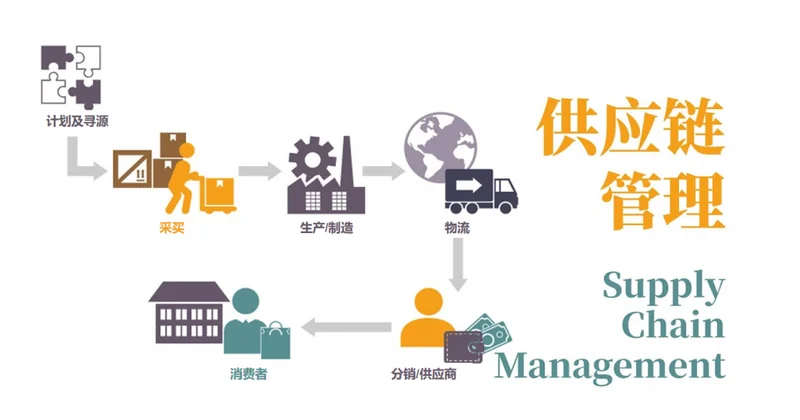 计划及寻源
采买
生产/制造
物流
分销/供应商
消费者
供应链
管理
Supply
Chain
Management